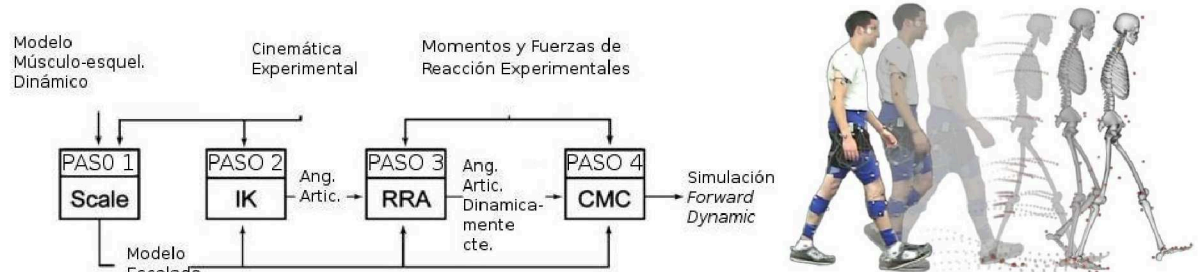 Modelo
Músculo-esquel.
Dinámico
Cinemática
Experimental
Momentos y Fuerzas de
Reacción Experimentales
PASO 1
Scale
PASO 2
IK
Ang.
Artic.
PASO 3
RRA
Ang.
Artic.
Dinamica-
mente
cte.
PASO 4
CMC
Simulación
Forward
Dynamic
Modelo
Escalado